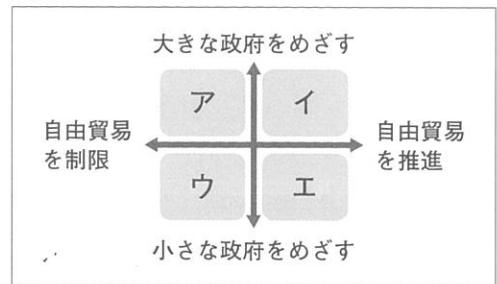 大きな政府をめざす
ア イ
自由貿易
を制限
自由貿易
を推進
ウ エ
小さな政府をめざす